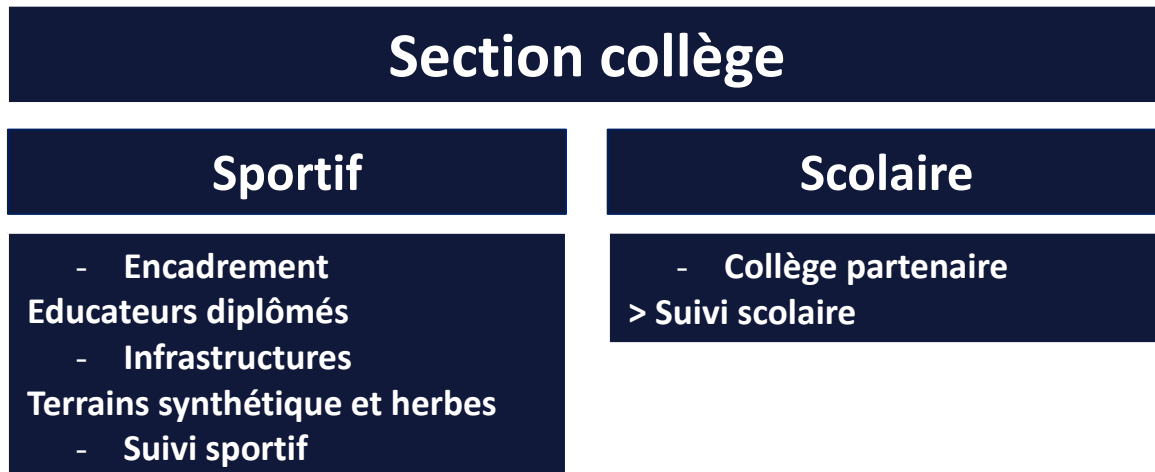 Section collège
Sportif
- Encadrement
Educateurs diplômés
- Infrastructures
Terrains synthétique et herbes
- Suivi sportif
Scolaire
- Collège partenaire
> Suivi scolaire